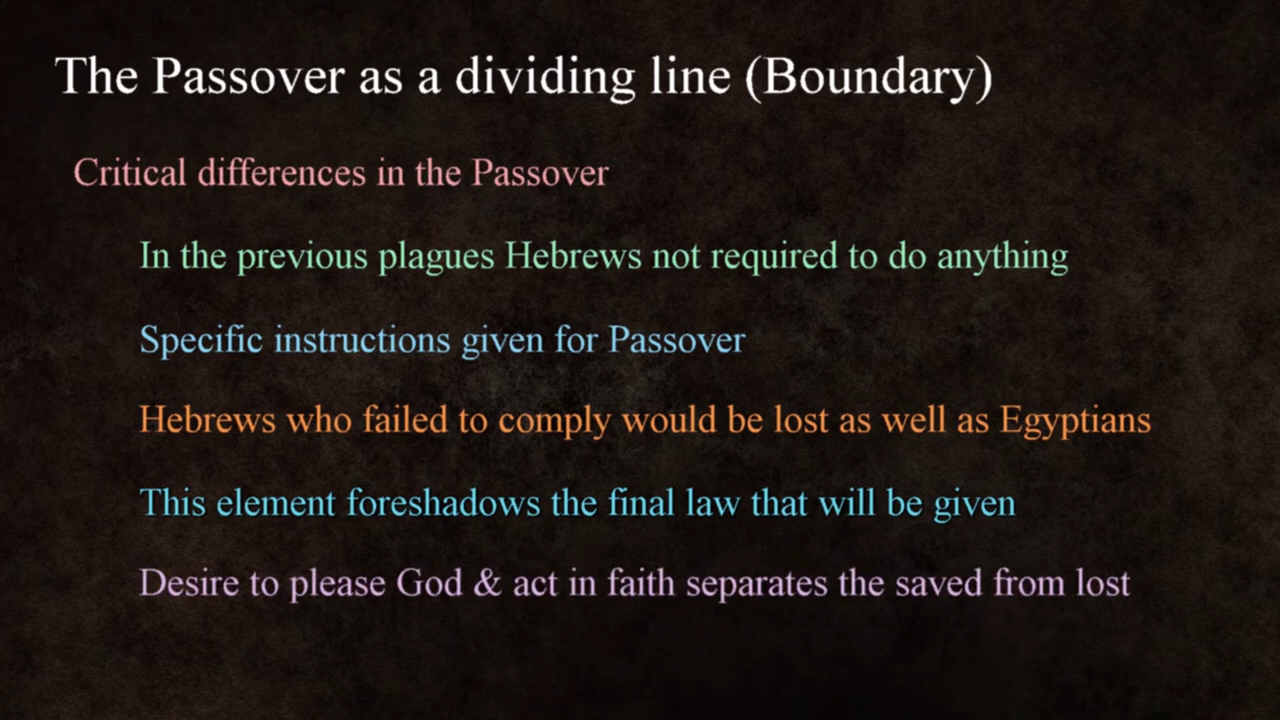 The Passover as a dividing line (Boundary)
Critical differences in the Passover
In the previous plagues Hebrews not required to do anything
Specific instructions given for Passover
Hebrews who failed to comply would be lost as well as Egyptians
This element foreshadows the final law that will be given
Desire to please God & act in faith separates the saved from lost